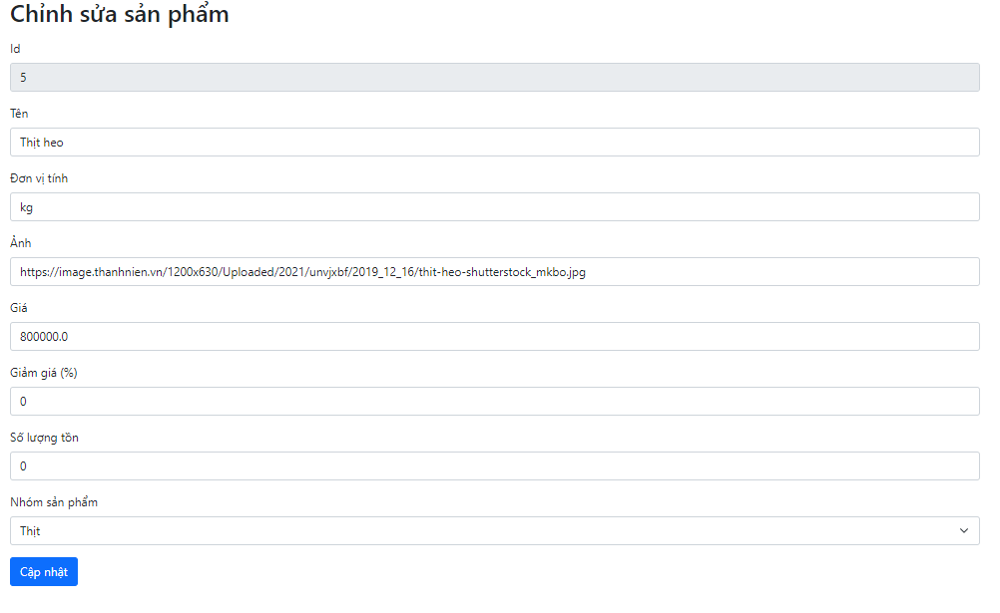 Chỉnh sửa sản phẩm
Id
5
Tên
Thịt heo
Đơn vị tính
kg
Ảnh
https://image.thanhnien.vn/1200x630/Uploaded/2021/unvjxbf/2019_12_16/thit-heo-shutterstock_mkbo.jpg
Giá
800000.0
Giảm giá (%)
0
Số lượng tồn
0
Nhóm sản phẩm
Thịt
Cập nhật